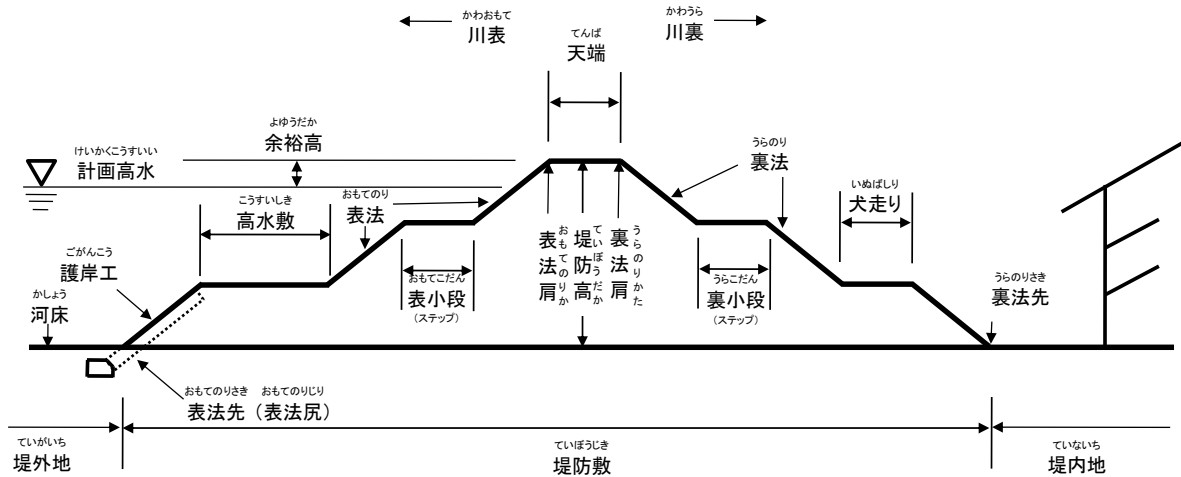 かわおもて
川表
てんば
天端
かわうら
川裏
よゆうだか
余裕高
けいかくこうすいい
計画高水
こうすいしき
高水敷
おもてのり
表法
うらのり
裏法
いぬばしり
犬走り
ごがんこう
護岸工
かしょう
河床
おもてこだん
表小段
(ステップ)
おもてのりか
表法肩
ていぼうだか
堤防高
うらのりかた
裏法肩
うらこだん
裏小段
(ステップ)
うらのりさき
裏法先
おもてのりさき おもてのりじり
表法先(表法尻)
ていがいち
堤外地
ていぼうじき
堤防敷
ていないち
堤内地